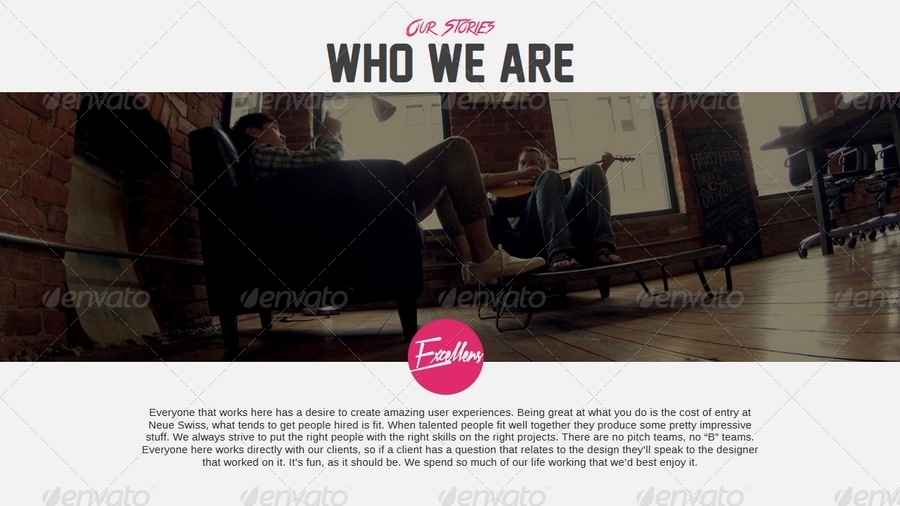 Our Stories
WHO WE ARE
envato envato envato envato envato
HAPPY HOUR
envato envato envato envato envato
Excellens
Everyone that works here has a desire to create amazing user experiences. Being great at what you do is the cost of entry at
Neue Swiss, what tends to get people hired is fit. When talented people fit well together they produce some pretty impressive
stuff. We always strive to put the right people with the right skills on the right projects. There are no pitch teams, no “B” teams.
Everyone here works directly with our clients, so if a client has a question that relates to the design they’ll speak to the designer
that worked on it. It’s fun, as it should be. We spend so much of our life working that we’d best enjoy it.
envato envato envato envato envato